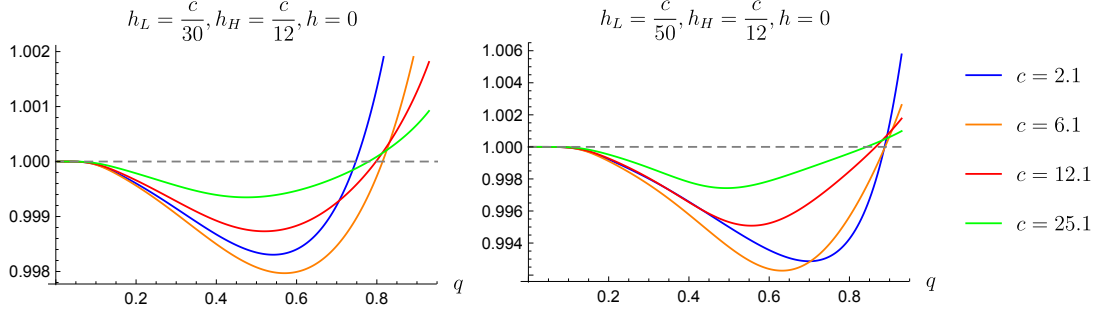 h_L = c/30, h_H = c/12, h = 0
1.002
1.001
1.000
0.999
0.998
0.2 0.4 0.6 0.8 q
h_L = c/50, h_H = c/12, h = 0
1.006
1.004
1.002
1.000
0.998
0.996
0.994
0.2 0.4 0.6 0.8 q
c = 2.1
c = 6.1
c = 12.1
c = 25.1